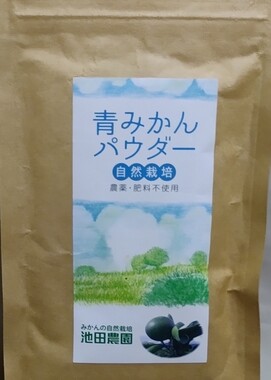 青みかん
パウダー
自然栽培
農薬・肥料不使用
みかんの自然栽培
池田農園